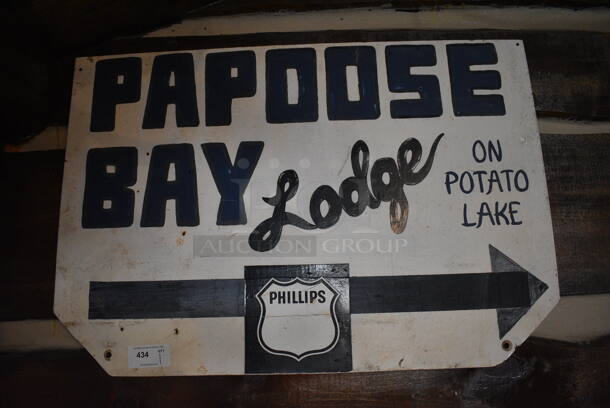 PAPOOSE
BAY Lodge
ON
POTATO
LAKE
AUCTION GROUP
PHILLIPS
434